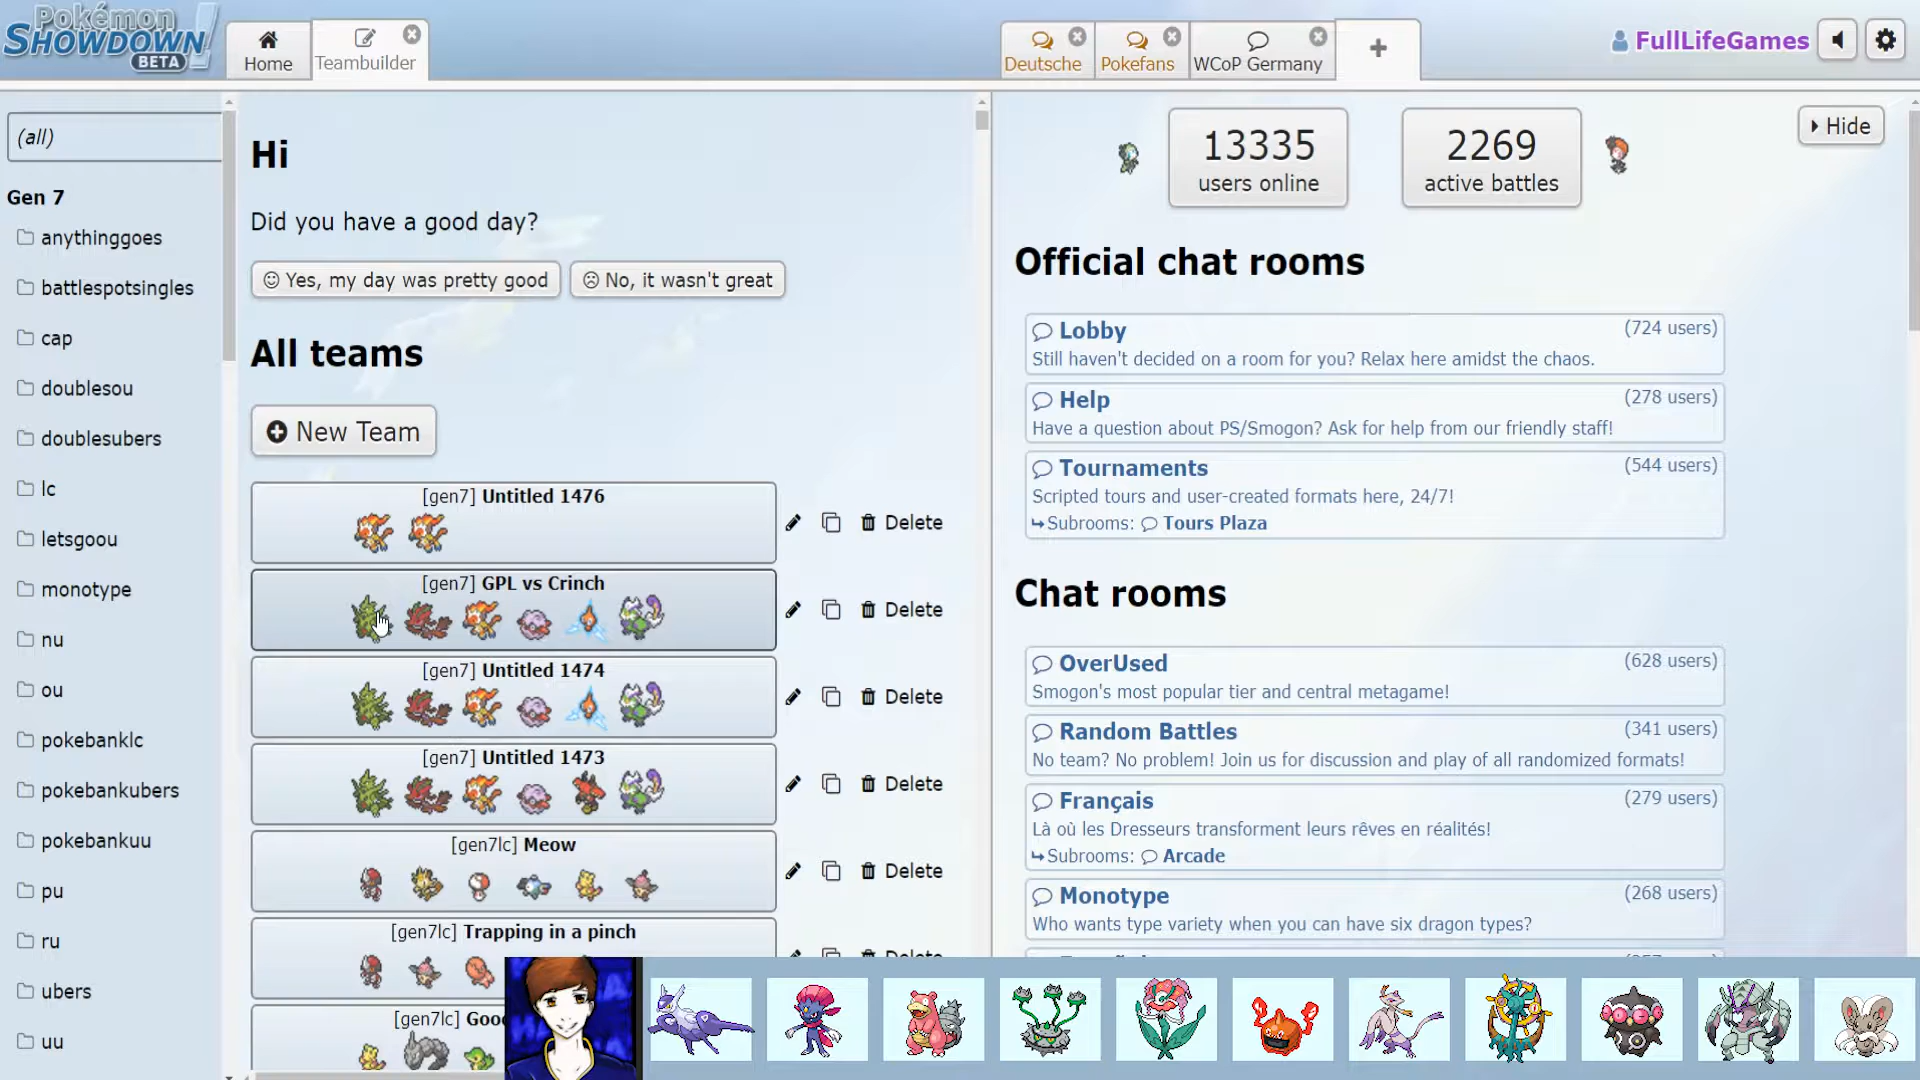 Pokémon
SHOWDOWN!
BETA
Home
Teambuilder
Deutsche
Pokefans
WCoP Germany
+
FullLifeGames
(all)
Gen 7
anythinggoes
battlespotsingles
cap
doublesou
doublesubers
lc
letsgoou
monotype
nu
ou
pokebanklc
pokebankubers
pokebankuu
pu
ru
ubers
uu
Hi
Did you have a good day?
Yes, my day was pretty good
No, it wasn't great
All teams
New Team
[gen7] Untitled 1476
Delete
[gen7] GPL vs Crinch
Delete
[gen7] Untitled 1474
Delete
[gen7] Untitled 1473
Delete
[gen7lc] Meow
Delete
[gen7lc] Trapping in a pinch
Delete
[gen7lc] Goo
13335
users online
2269
active battles
Hide
Official chat rooms
Lobby (724 users)
Still haven't decided on a room for you? Relax here amidst the chaos.
Help (278 users)
Have a question about PS/Smogon? Ask for help from our friendly staff!
Tournaments (544 users)
Scripted tours and user-created formats here, 24/7!
↳Subrooms: Tours Plaza
Chat rooms
OverUsed (628 users)
Smogon's most popular tier and central metagame!
Random Battles (341 users)
No team? No problem! Join us for discussion and play of all randomized formats!
Français (279 users)
Là où les Dresseurs transforment leurs rêves en réalités!
↳Subrooms: Arcade
Monotype (268 users)
Who wants type variety when you can have six dragon types?